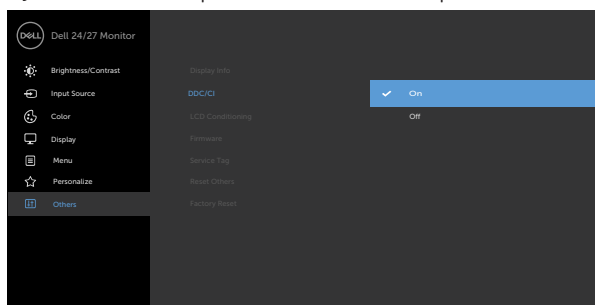 DELL
Dell 24/27 Monitor
Brightness/Contrast
Display Info
Input Source
DDC/CI
On
Color
LCD Conditioning
Off
Display
Firmware
Menu
Service Tag
Personalize
Reset Others
Others
Factory Reset